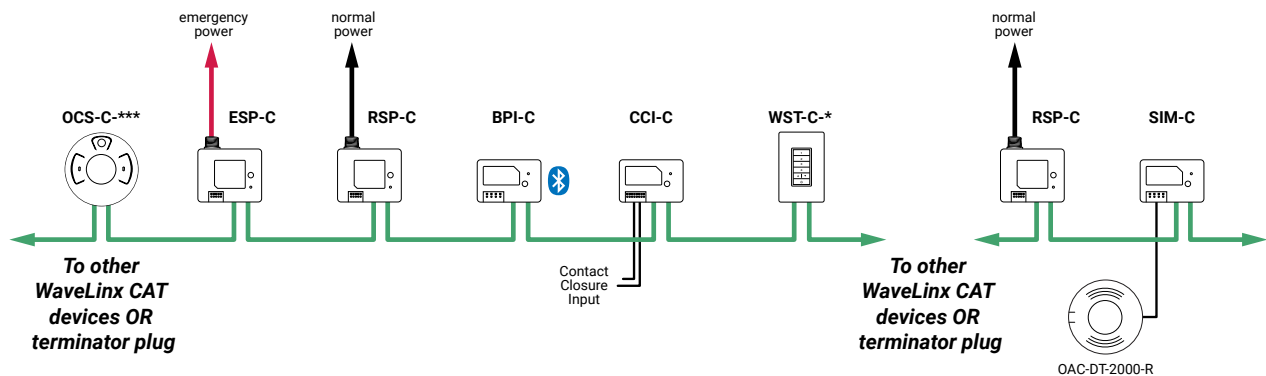 emergency
power
normal
power
normal
power
OCS-C-***
ESP-C
RSP-C
BPI-C
CCI-C
WST-C-*
RSP-C
SIM-C
To other
WaveLinx CAT
devices OR
terminator plug
Contact
Closure
Input
To other
WaveLinx CAT
devices OR
terminator plug
OAC-DT-2000-R